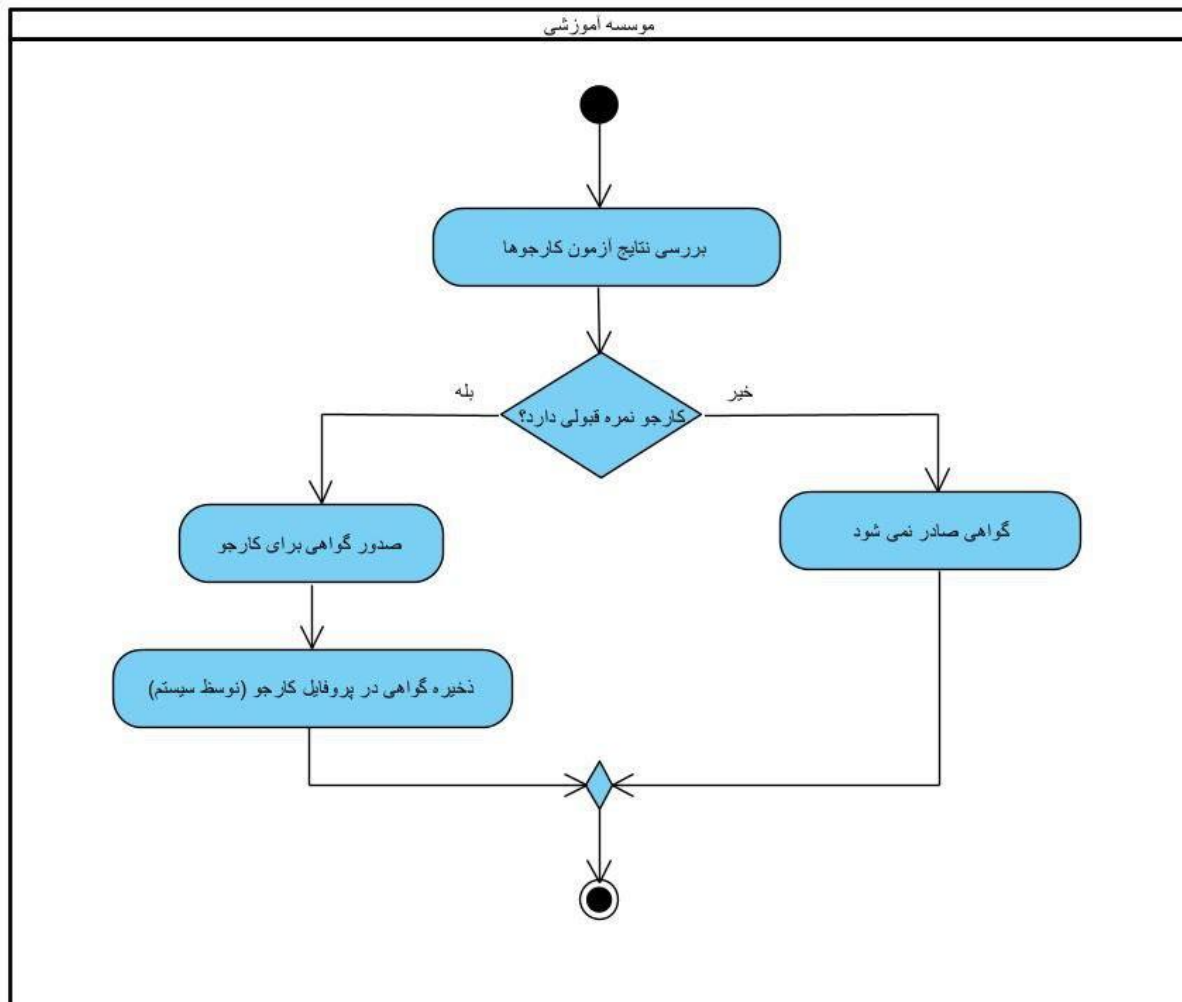 موسسه آموزشی
بررسی نتایج آزمون کارجوها
کارجو نمره قبولی دارد؟
خیر
بله
گواهی صادر نمی شود
صدور گواهی برای کارجو
ذخیره گواهی در پروفایل کارجو (نوسظ سیستم)